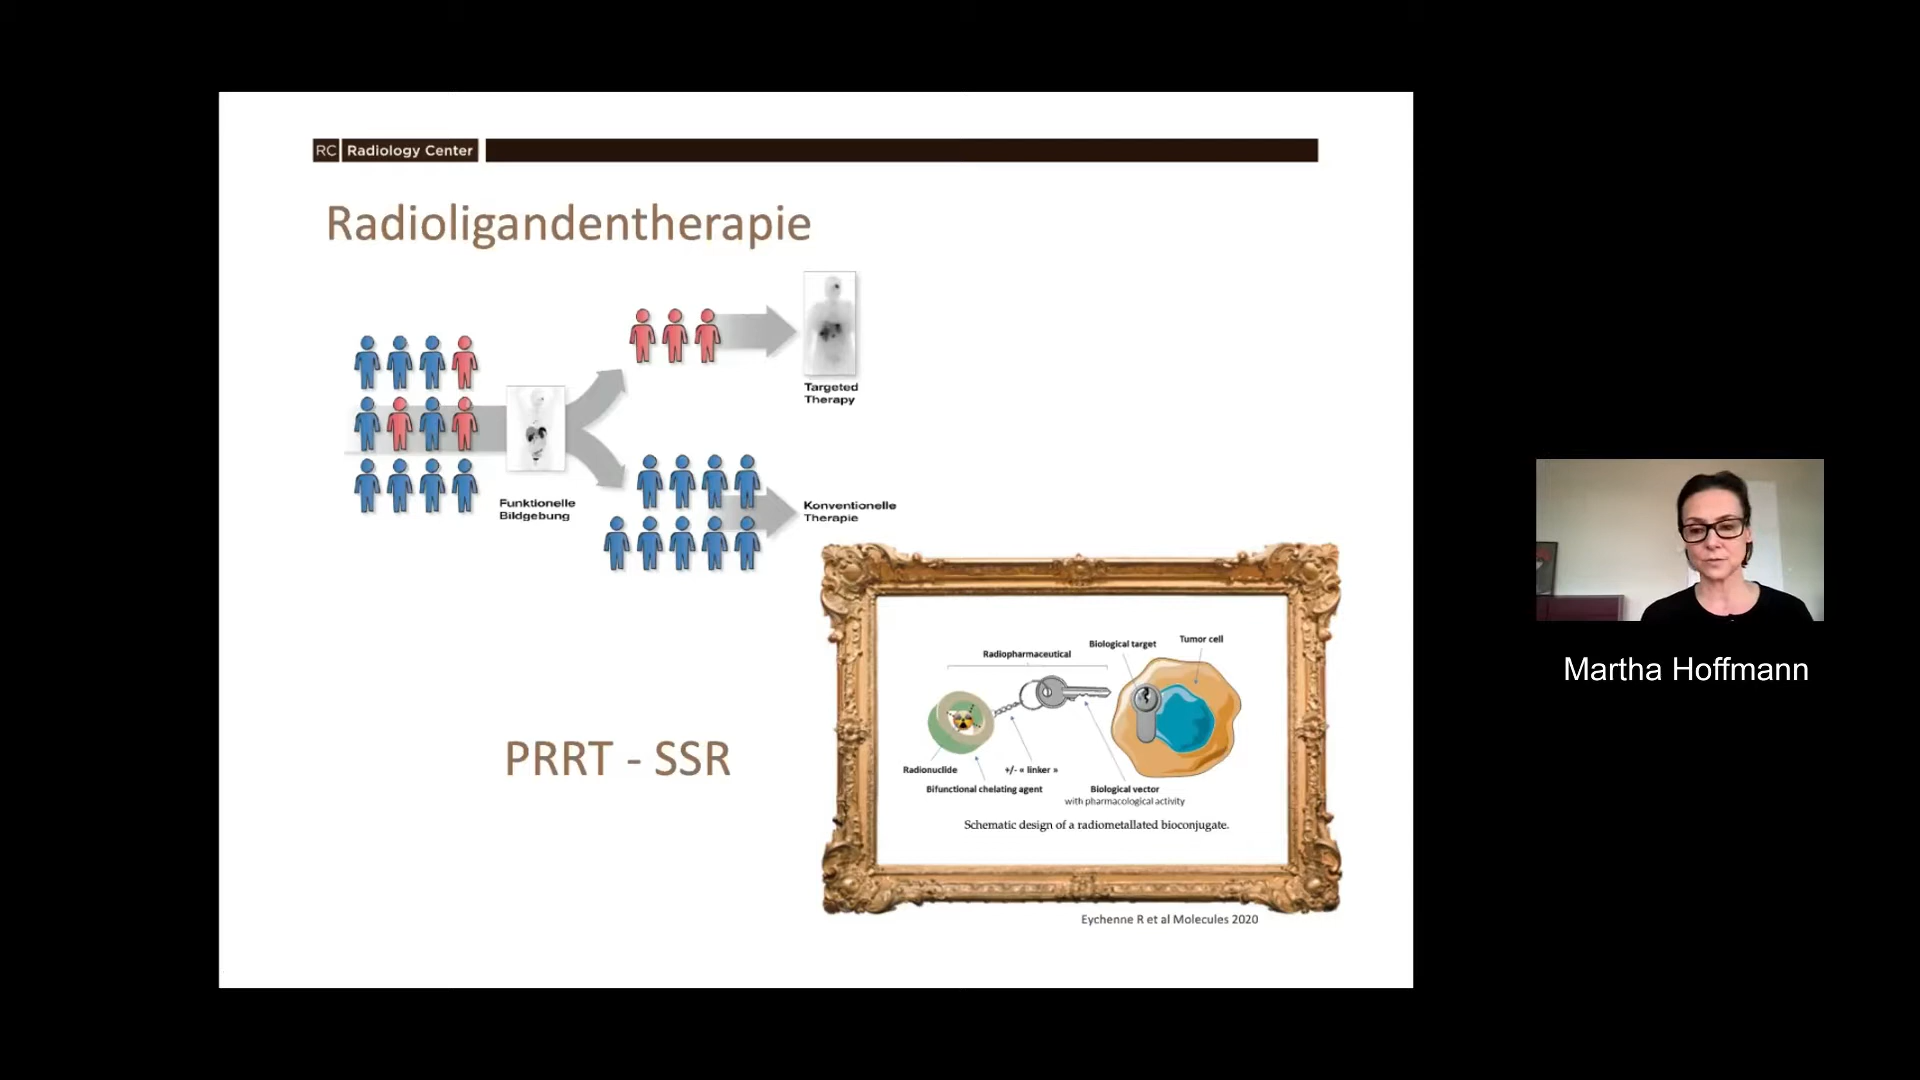 RC Radiology Center
Radioligandentherapie
Targeted
Therapy
Funktionelle
Bildgebung
Konventionelle
Therapie
PRRT - SSR
Radiopharmaceutical
Biological target
Tumor cell
Radionuclide
+/- « linker »
Bifunctional chelating agent
Biological vector
with pharmacological activity
Schematic design of a radiometallated bioconjugate.
Eychenne R et al Molecules 2020
Martha Hoffmann